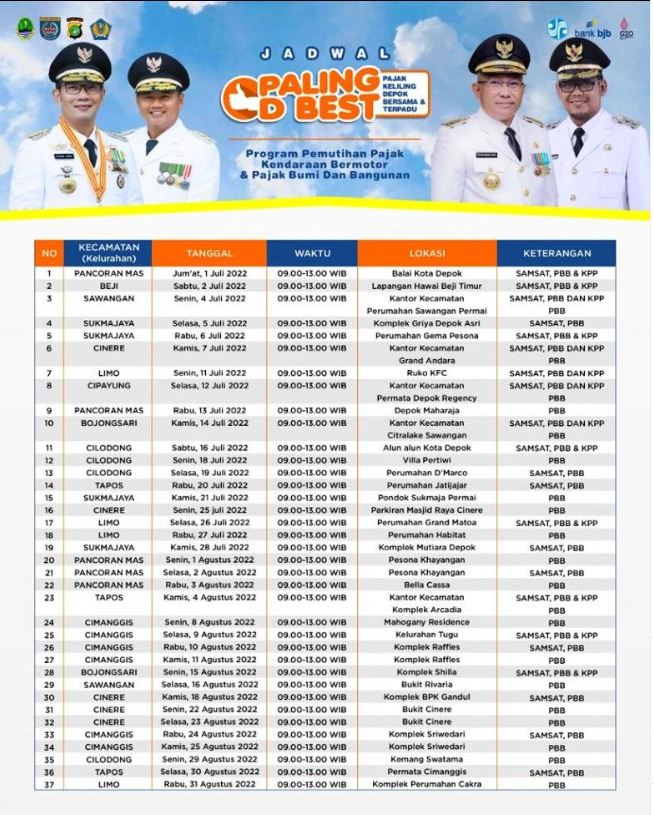 bank bjb
G20
JADWAL
PALING
D'BEST
PAJAK
KELILING
DEPOK
BERSAMA &
TERPADU
Program Pemutihan Pajak
Kendaraan Bermotor
& Pajak Bumi Dan Bangunan
NO KECAMATAN (Kelurahan) TANGGAL WAKTU LOKASI KETERANGAN
1 PANCORAN MAS Jum'at, 1 Juli 2022 09.00-13.00 WIB Balai Kota Depok SAMSAT, PBB & KPP
2 BEJI Sabtu, 2 Juli 2022 09.00-13.00 WIB Lapangan Hawai Beji Timur SAMSAT, PBB & KPP
3 SAWANGAN Senin, 4 Juli 2022 09.00-13.00 WIB Kantor Kecamatan SAMSAT, PBB DAN KPP
Perumahan Sawangan Permai PBB
4 SUKMAJAYA Selasa, 5 Juli 2022 09.00-13.00 WIB Komplek Griya Depok Asri SAMSAT, PBB
5 SUKMAJAYA Rabu, 6 Juli 2022 09.00-13.00 WIB Perumahan Gema Pesona SAMSAT, PBB & KPP
6 CINERE Kamis, 7 Juli 2022 09.00-13.00 WIB Kantor Kecamatan SAMSAT, PBB DAN KPP
Grand Andara PBB
7 LIMO Senin, 11 Juli 2022 09.00-13.00 WIB Ruko KFC SAMSAT, PBB & KPP
8 CIPAYUNG Selasa, 12 Juli 2022 09.00-13.00 WIB Kantor Kecamatan SAMSAT, PBB DAN KPP
Permata Depok Regency PBB
9 PANCORAN MAS Rabu, 13 Juli 2022 09.00-13.00 WIB Depok Maharaja PBB
10 BOJONGSARI Kamis, 14 Juli 2022 09.00-13.00 WIB Kantor Kecamatan SAMSAT, PBB DAN KPP
Citralake Sawangan PBB
11 CILODONG Sabtu, 16 Juli 2022 09.00-13.00 WIB Alun alun Kota Depok SAMSAT, PBB & KPP
12 CILODONG Senin, 18 Juli 2022 09.00-13.00 WIB Villa Pertiwi PBB
13 CILODONG Selasa, 19 Juli 2022 09.00-13.00 WIB Perumahan D'Marco SAMSAT, PBB
14 TAPOS Rabu, 20 Juli 2022 09.00-13.00 WIB Perumahan Jatijajar SAMSAT, PBB
15 SUKMAJAYA Kamis, 21 Juli 2022 09.00-13.00 WIB Pondok Sukmaja Permai PBB
16 CINERE Senin, 25 juli 2022 09.00-13.00 WIB Parkiran Masjid Raya Cinere PBB
17 LIMO Selasa, 26 Juli 2022 09.00-13.00 WIB Perumahan Grand Matoa SAMSAT, PBB & KPP
18 LIMO Rabu, 27 Juli 2022 09.00-13.00 WIB Perumahan Habitat PBB
19 SUKMAJAYA Kamis, 28 Juli 2022 09.00-13.00 WIB Komplek Mutiara Depok SAMSAT, PBB
20 PANCORAN MAS Senin, 1 Agustus 2022 09.00-13.00 WIB Pesona Khayangan PBB
21 PANCORAN MAS Selasa, 2 Agustus 2022 09.00-13.00 WIB Pesona Khayangan SAMSAT, PBB
22 PANCORAN MAS Rabu, 3 Agustus 2022 09.00-13.00 WIB Bella Cassa PBB
23 TAPOS Kamis, 4 Agustus 2022 09.00-13.00 WIB Kantor Kecamatan SAMSAT, PBB & KPP
Komplek Arcadia PBB
24 CIMANGGIS Senin, 8 Agustus 2022 09.00-13.00 WIB Mahogany Residence PBB
25 CIMANGGIS Selasa, 9 Agustus 2022 09.00-13.00 WIB Kelurahan Tugu SAMSAT, PBB & KPP
26 CIMANGGIS Rabu, 10 Agustus 2022 09.00-13.00 WIB Komplek Raffles SAMSAT, PBB
27 CIMANGGIS Kamis, 11 Agustus 2022 09.00-13.00 WIB Komplek Raffles PBB
28 BOJONGSARI Senin, 15 Agustus 2022 09.00-13.00 WIB Komplek Shilla SAMSAT, PBB & KPP
29 SAWANGAN Selasa, 16 Agustus 2022 09.00-13.00 WIB Bukit Rivaria PBB
30 CINERE Kamis, 18 Agustus 2022 09.00-13.00 WIB Komplek BPK Gandul SAMSAT, PBB
31 CINERE Senin, 22 Agustus 2022 09.00-13.00 WIB Bukit Cinere PBB
32 CINERE Selasa, 23 Agustus 2022 09.00-13.00 WIB Bukit Cinere PBB
33 CIMANGGIS Rabu, 24 Agustus 2022 09.00-13.00 WIB Komplek Sriwedari SAMSAT, PBB
34 CIMANGGIS Kamis, 25 Agustus 2022 09.00-13.00 WIB Komplek Sriwedari PBB
35 CILODONG Senin, 29 Agustus 2022 09.00-13.00 WIB Kemang Swatama PBB
36 TAPOS Selasa, 30 Agustus 2022 09.00-13.00 WIB Permata Cimanggis SAMSAT, PBB
37 LIMO Rabu, 31 Agustus 2022 09.00-13.00 WIB Komplek Perumahan Cakra PBB